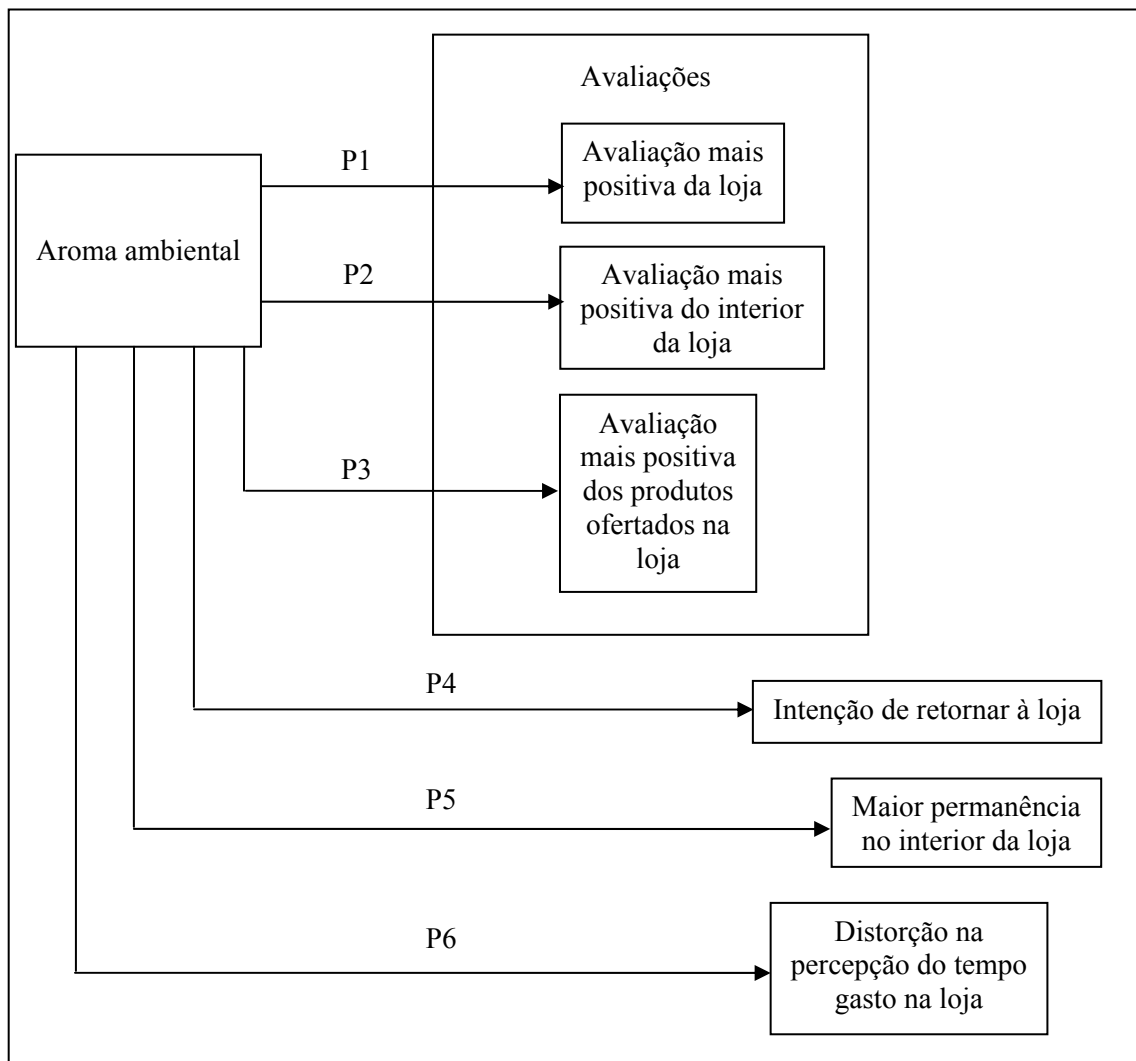 Avaliações
Aroma ambiental
P1
Avaliação mais
positiva da loja
P2
Avaliação mais
positiva do interior
da loja
P3
Avaliação
mais positiva
dos produtos
ofertados na
loja
P4
Intenção de retornar à loja
P5
Maior permanência
no interior da loja
P6
Distorção na
percepção do tempo
gasto na loja